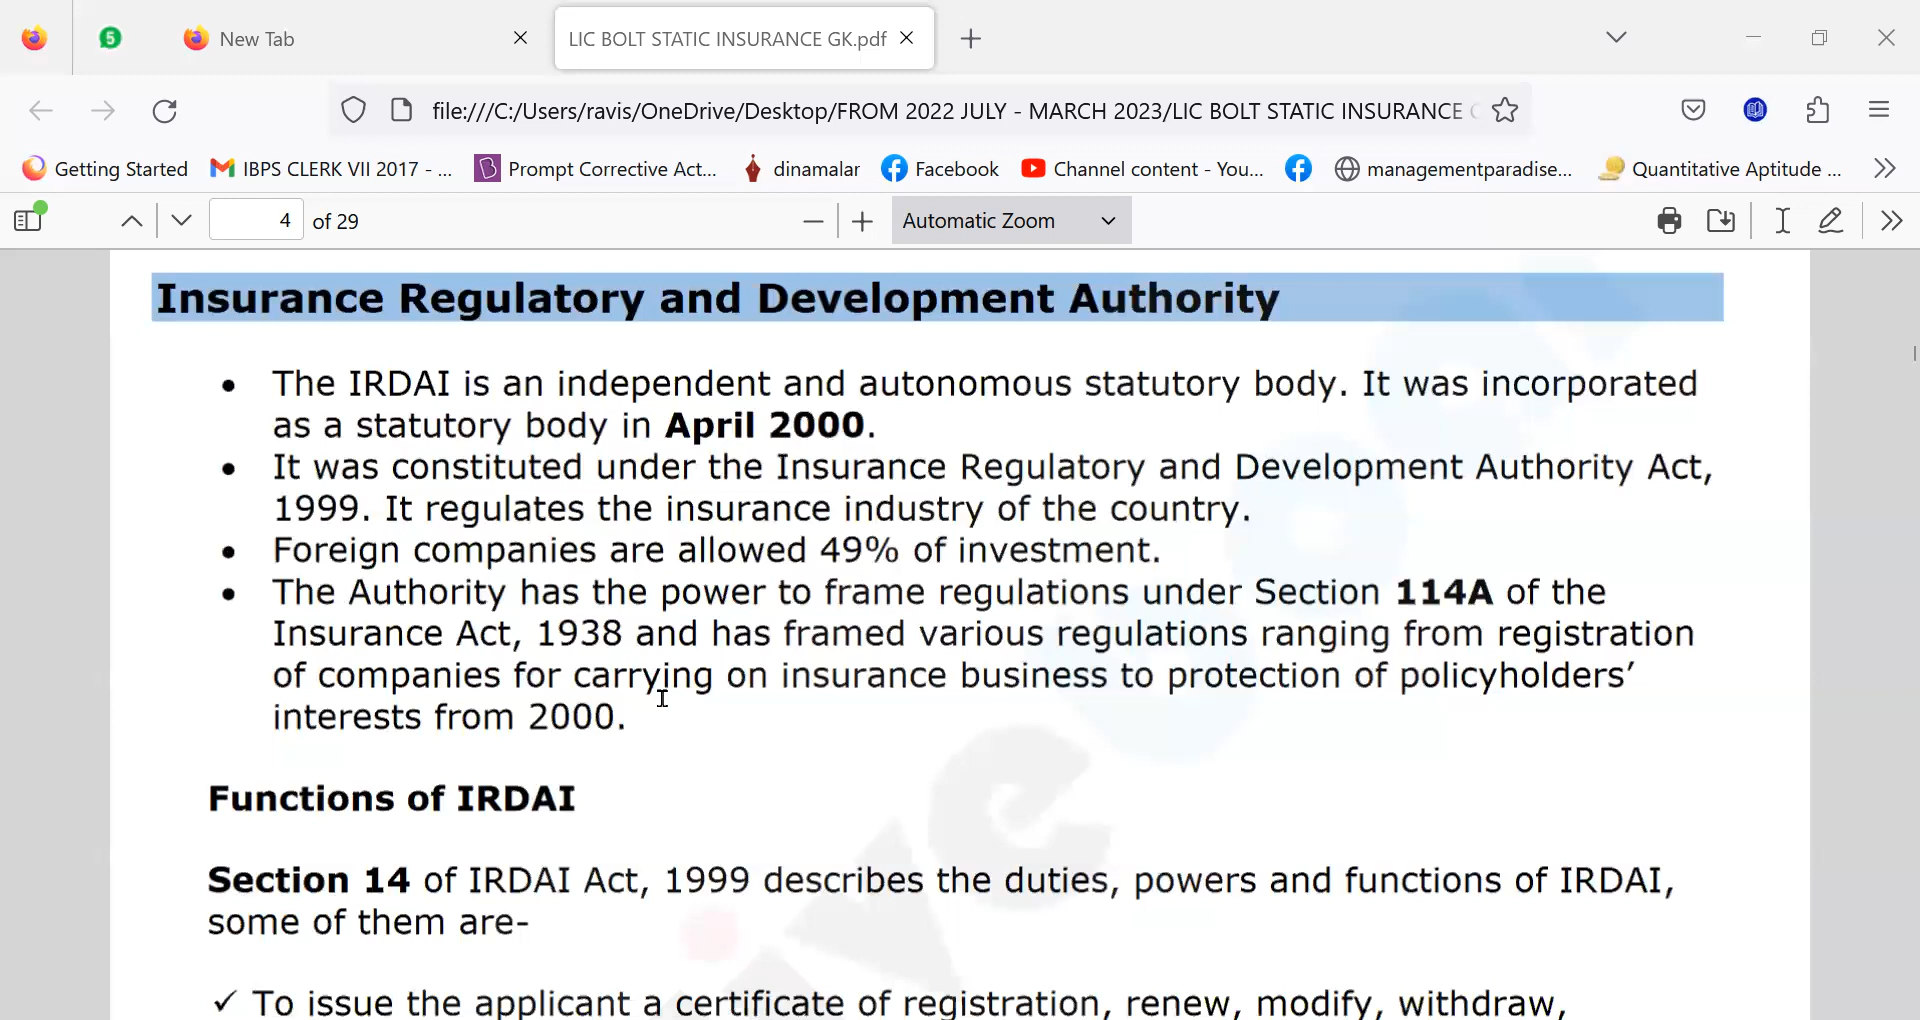 5
New Tab
LIC BOLT STATIC INSURANCE GK.pdf
file:///C:/Users/ravis/OneDrive/Desktop/FROM 2022 JULY - MARCH 2023/LIC BOLT STATIC INSURANCE G
Getting Started IBPS CLERK VII 2017 - ... Prompt Corrective Act... dinamalar Facebook Channel content - You... managementparadise... Quantitative Aptitude ...
4 of 29 Automatic Zoom
Insurance Regulatory and Development Authority
• The IRDAI is an independent and autonomous statutory body. It was incorporated
as a statutory body in April 2000.
• It was constituted under the Insurance Regulatory and Development Authority Act,
1999. It regulates the insurance industry of the country.
• Foreign companies are allowed 49% of investment.
• The Authority has the power to frame regulations under Section 114A of the
Insurance Act, 1938 and has framed various regulations ranging from registration
of companies for carrying on insurance business to protection of policyholders’
interests from 2000.
Functions of IRDAI
Section 14 of IRDAI Act, 1999 describes the duties, powers and functions of IRDAI,
some of them are-
✓ To issue the applicant a certificate of registration, renew, modify, withdraw,